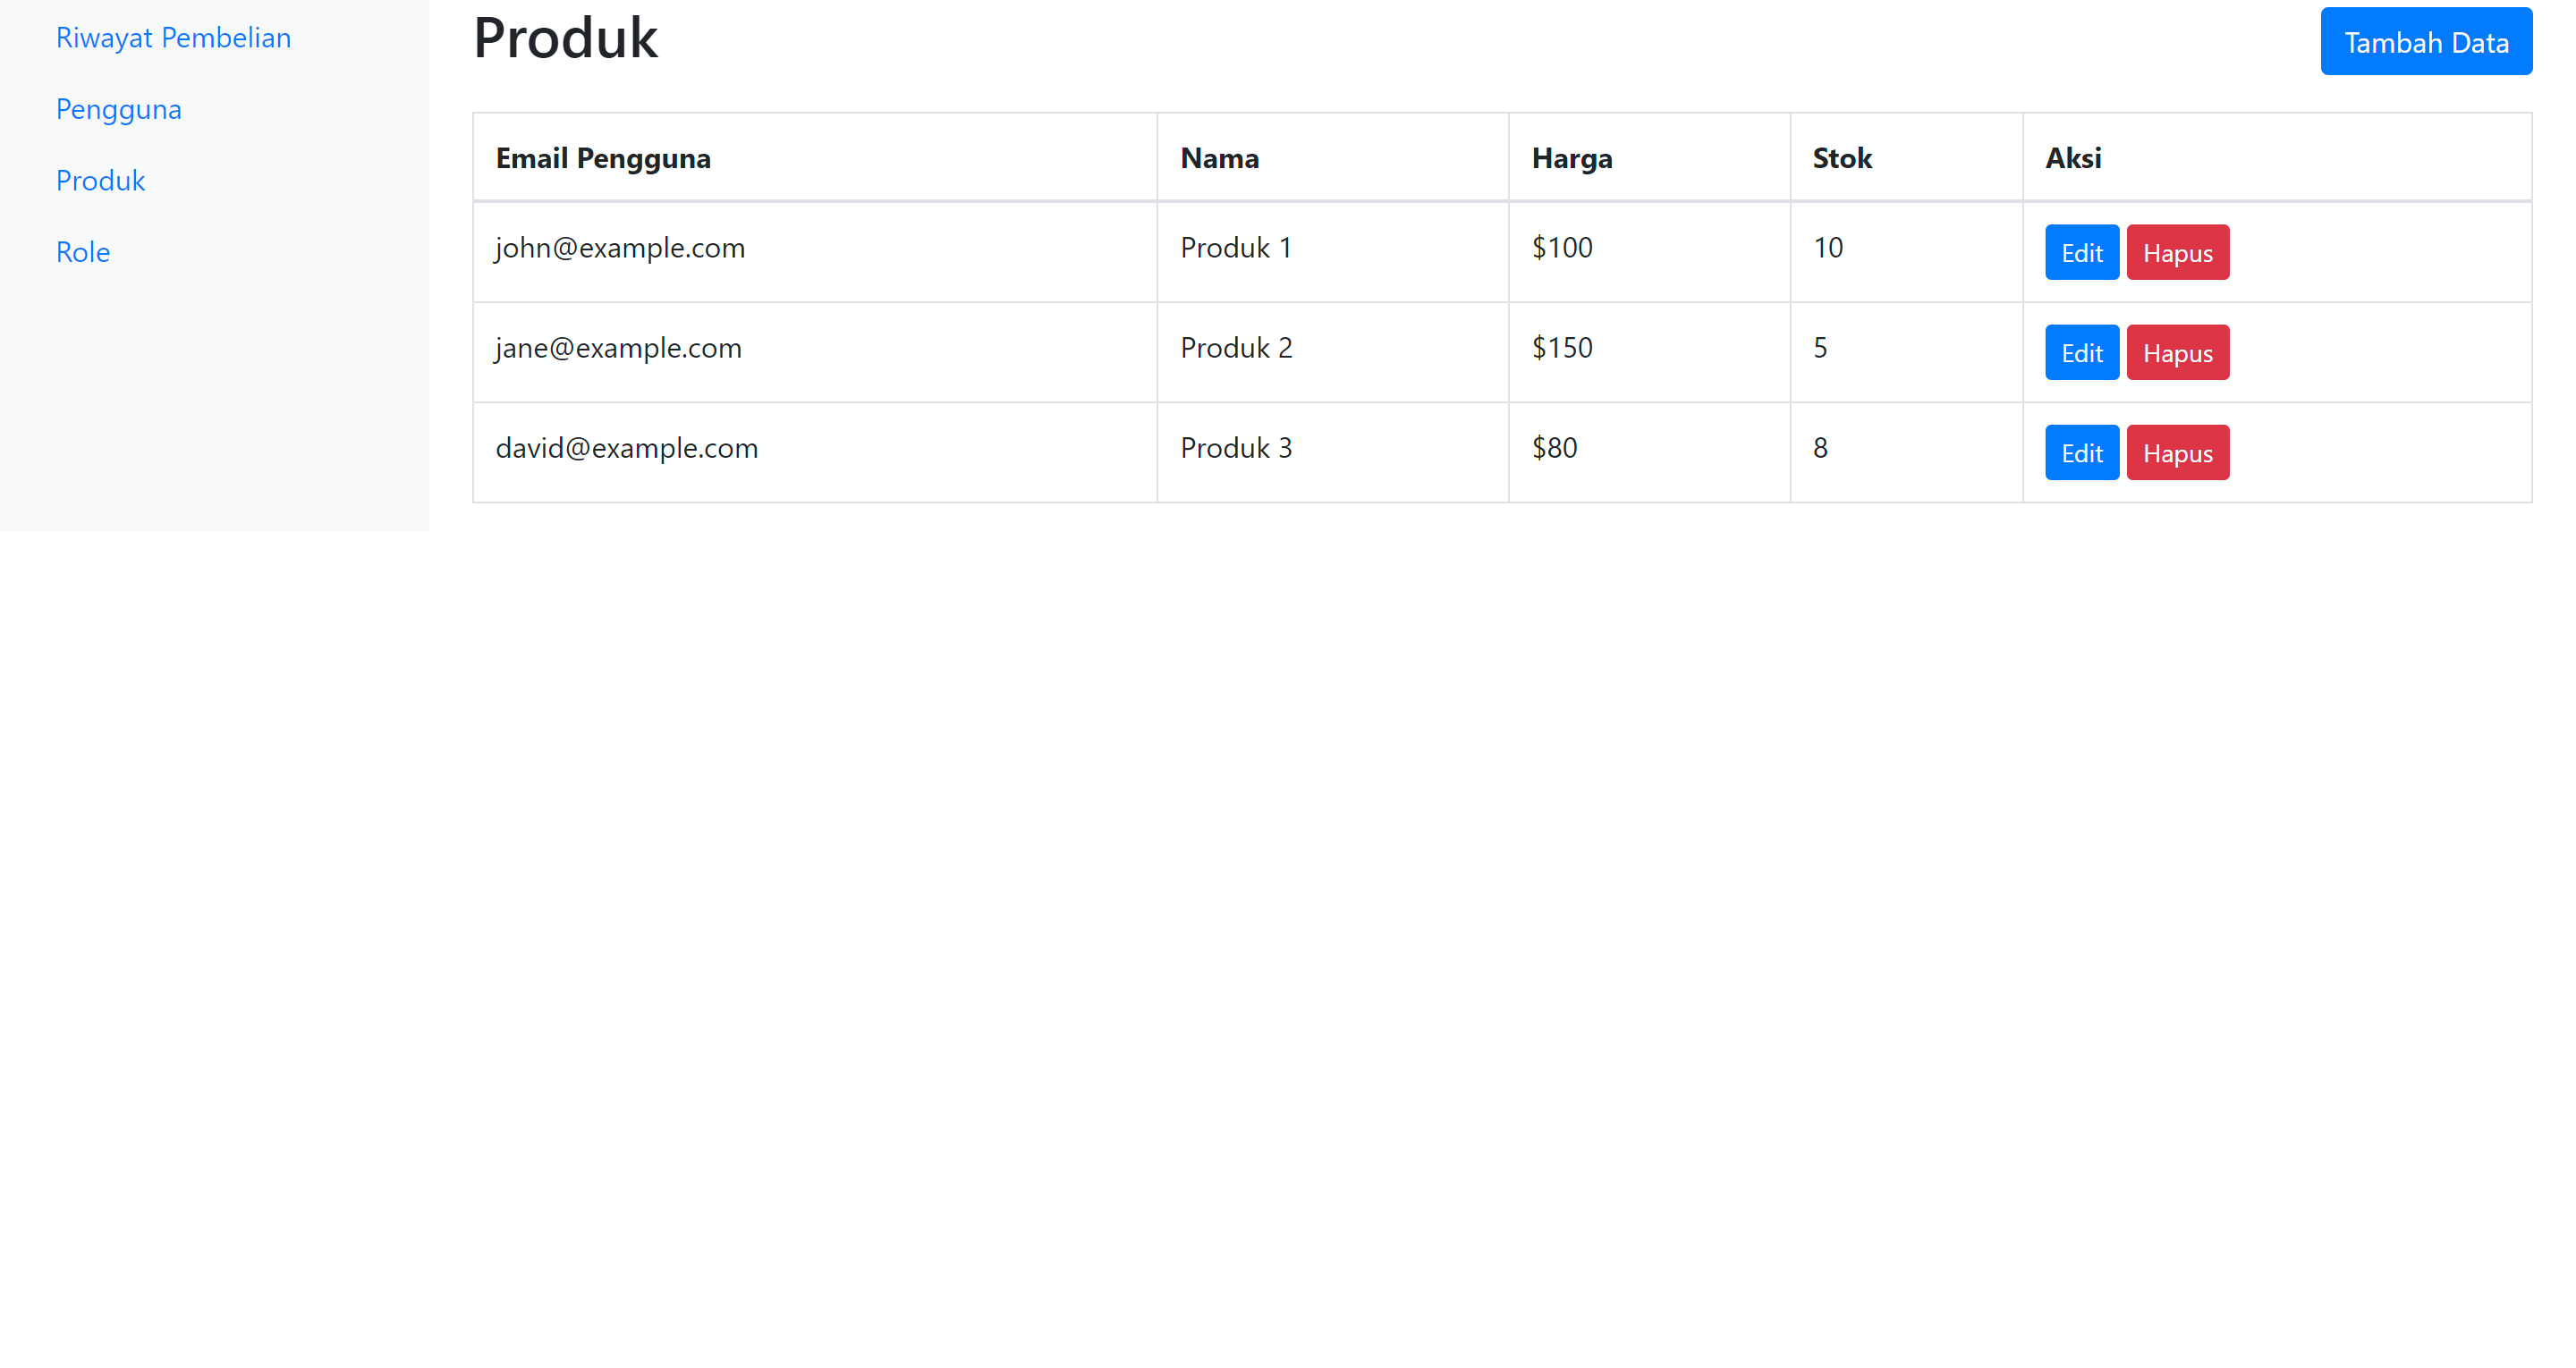 Riwayat Pembelian
Pengguna
Produk
Role
Produk
Tambah Data
Email Pengguna Nama Harga Stok Aksi
john@example.com Produk 1 $100 10 Edit Hapus
jane@example.com Produk 2 $150 5 Edit Hapus
david@example.com Produk 3 $80 8 Edit Hapus